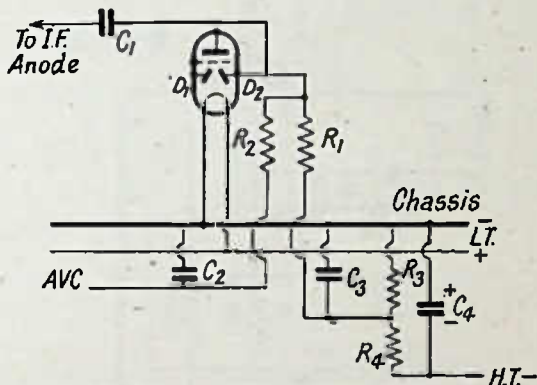 To I.F.
Anode
C1
D1
D2
R2
R1
Chassis
−
L.T.
+
AVC
C2
C3
R3
+
−
C4
R4
H.T.−